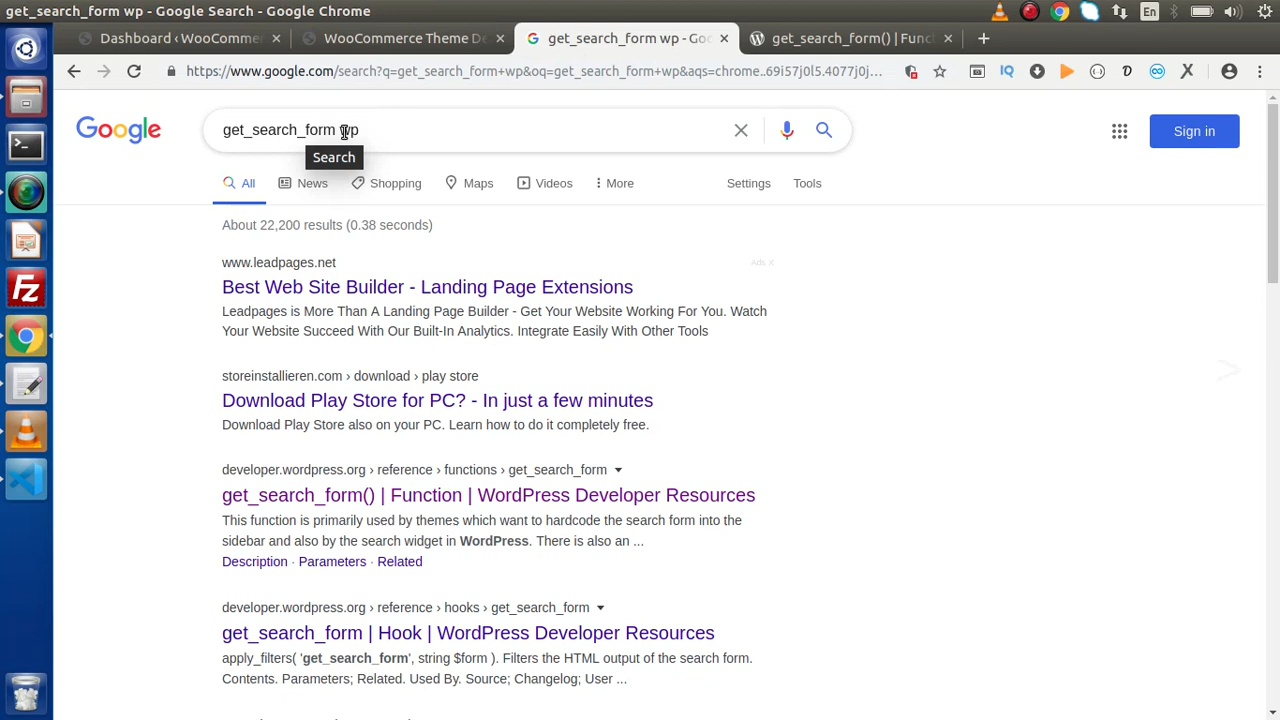 get_search_form wp - Google Search - Google Chrome
En
Dashboard ‹ WooCommer
WooCommerce Theme De
get_search_form wp - Go
get_search_form() | Func
https://www.google.com/search?q=get_search_form+wp&oq=get_search_form+wp&aqs=chrome..69i57j0l5.4077j0j...
IQ
Google
get_search_form wp
Sign in
Search
All
News
Shopping
Maps
Videos
More
Settings
Tools
About 22,200 results (0.38 seconds)
www.leadpages.net
Best Web Site Builder - Landing Page Extensions
Leadpages is More Than A Landing Page Builder - Get Your Website Working For You. Watch
Your Website Succeed With Our Built-In Analytics. Integrate Easily With Other Tools
storeinstallieren.com › download › play store
Download Play Store for PC? - In just a few minutes
Download Play Store also on your PC. Learn how to do it completely free.
developer.wordpress.org › reference › functions › get_search_form
get_search_form() | Function | WordPress Developer Resources
This function is primarily used by themes which want to hardcode the search form into the
sidebar and also by the search widget in WordPress. There is also an ...
Description · Parameters · Related
developer.wordpress.org › reference › hooks › get_search_form
get_search_form | Hook | WordPress Developer Resources
apply_filters( 'get_search_form', string $form ). Filters the HTML output of the search form.
Contents. Parameters; Related. Used By. Source; Changelog; User ...